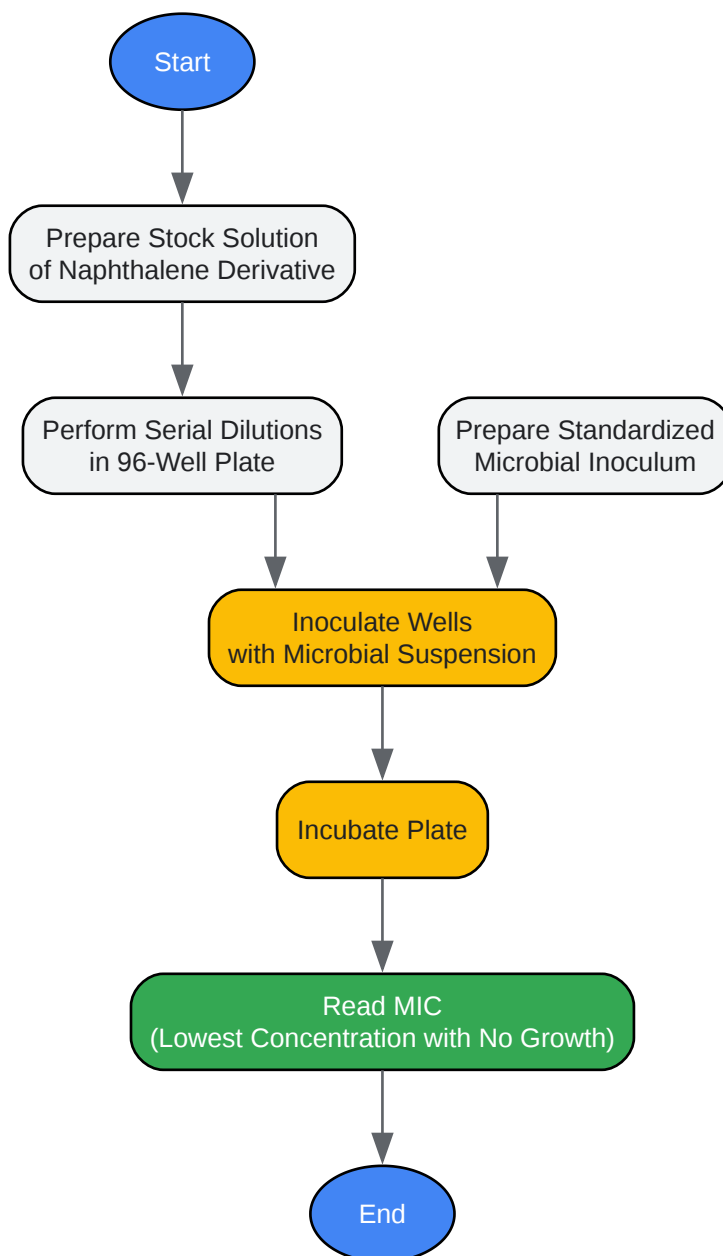 Start
Prepare Stock Solution
of Naphthalene Derivative
Perform Serial Dilutions
in 96-Well Plate
Prepare Standardized
Microbial Inoculum
Inoculate Wells
with Microbial Suspension
Incubate Plate
Read MIC
(Lowest Concentration with No Growth)
End